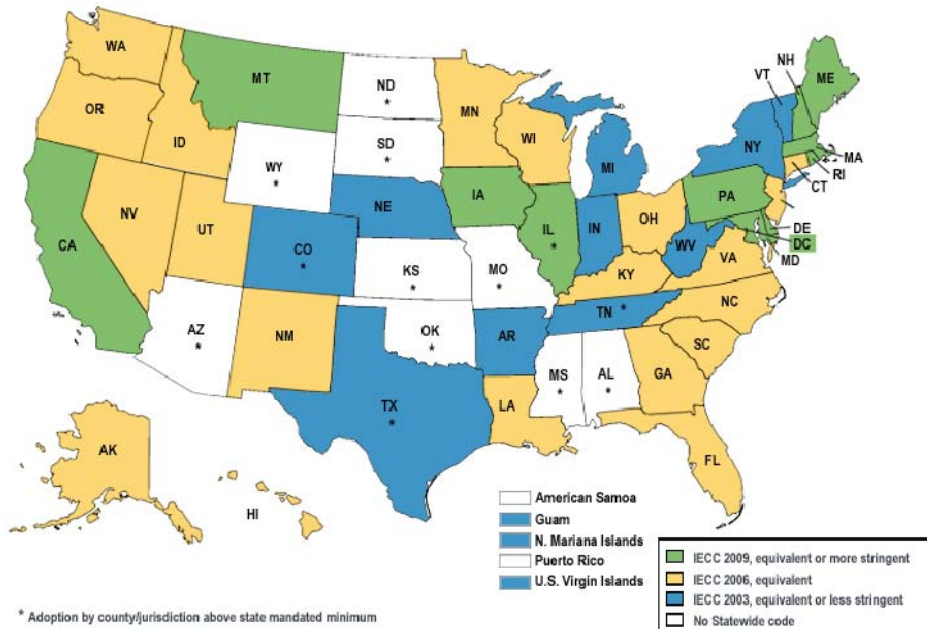 WA
MT
ND
*
MN
VT
NH
ME
OR
ID
SD
*
WI
NY
MA
WY
*
MI
RI
CT
IA
PA
NE
NV
UT
IL
*
IN
OH
DE
DC
CA
CO
*
WV
MD
VA
KS
*
MO
*
KY
NC
TN *
AZ
*
NM
OK
*
AR
SC
MS
*
AL
*
GA
TX
*
LA
AK
FL
HI
American Samoa
Guam
N. Mariana Islands
Puerto Rico
U.S. Virgin Islands
IECC 2009, equivalent or more stringent
IECC 2006, equivalent
IECC 2003, equivalent or less stringent
No Statewide code
* Adoption by county/jurisdiction above state mandated minimum